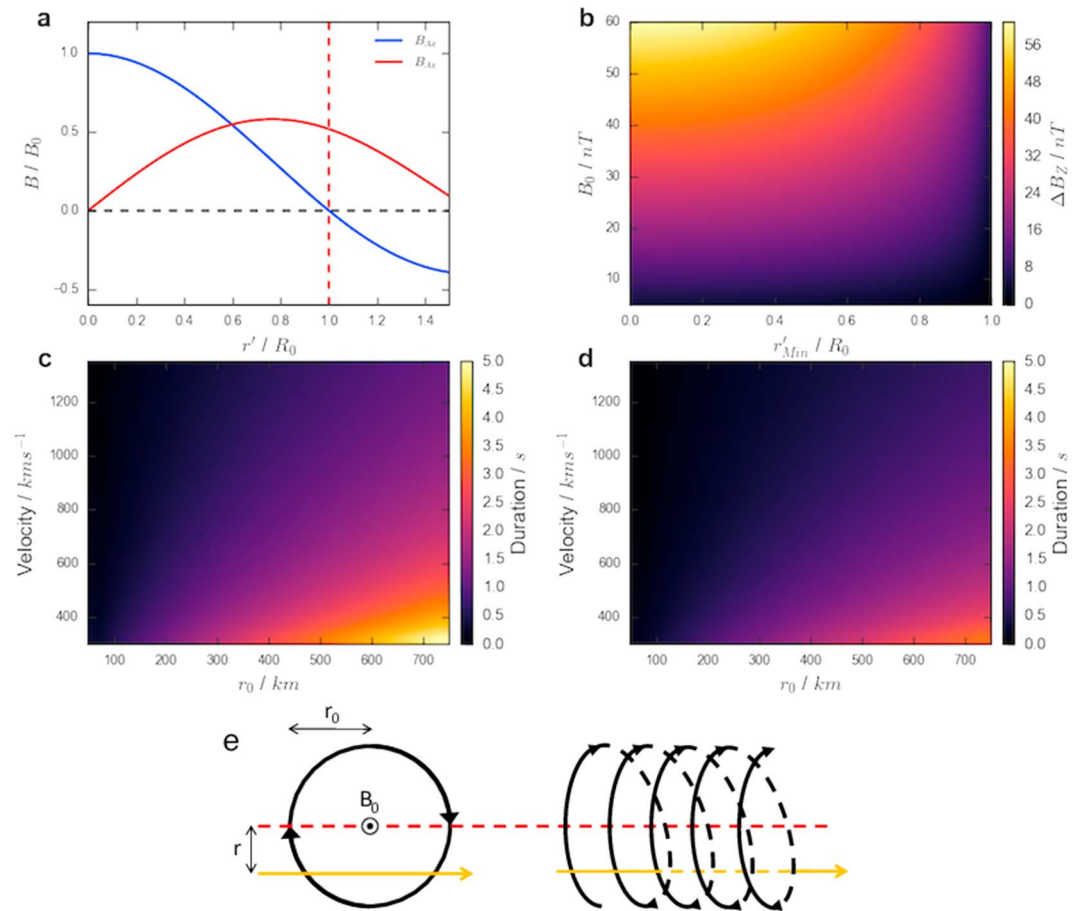 a
B_{Ax}
B_{Az}
1.0
0.5
0.0
−0.5
B / B_0
0.0 0.2 0.4 0.6 0.8 1.0 1.2 1.4
r′ / R_0
b
60
50
40
30
20
10
B_0 / nT
0.0 0.2 0.4 0.6 0.8 1.0
r′_{Min} / R_0
56
48
40
32
24
16
8
0
ΔB_Z / nT
c
1200
1000
800
600
400
Velocity / kms^{−1}
100 200 300 400 500 600 700
r_0 / km
5.0
4.5
4.0
3.5
3.0
2.5
2.0
1.5
1.0
0.5
0.0
Duration / s
d
1200
1000
800
600
400
Velocity / kms^{−1}
100 200 300 400 500 600 700
r_0 / km
5.0
4.5
4.0
3.5
3.0
2.5
2.0
1.5
1.0
0.5
0.0
Duration / s
e
r_0
B_0
r